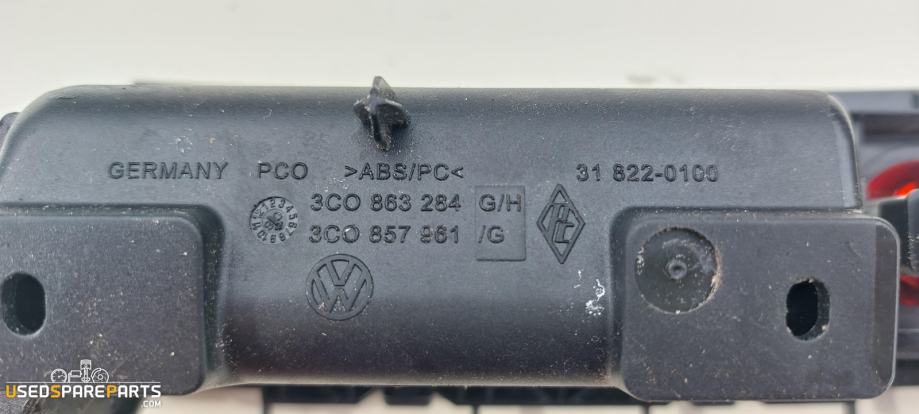 GERMANY PCO >ABS/PC< 31 822-0100
3C0 863 284 G/H
3C0 857 961 /G
USEDSPAREPARTS
.COM